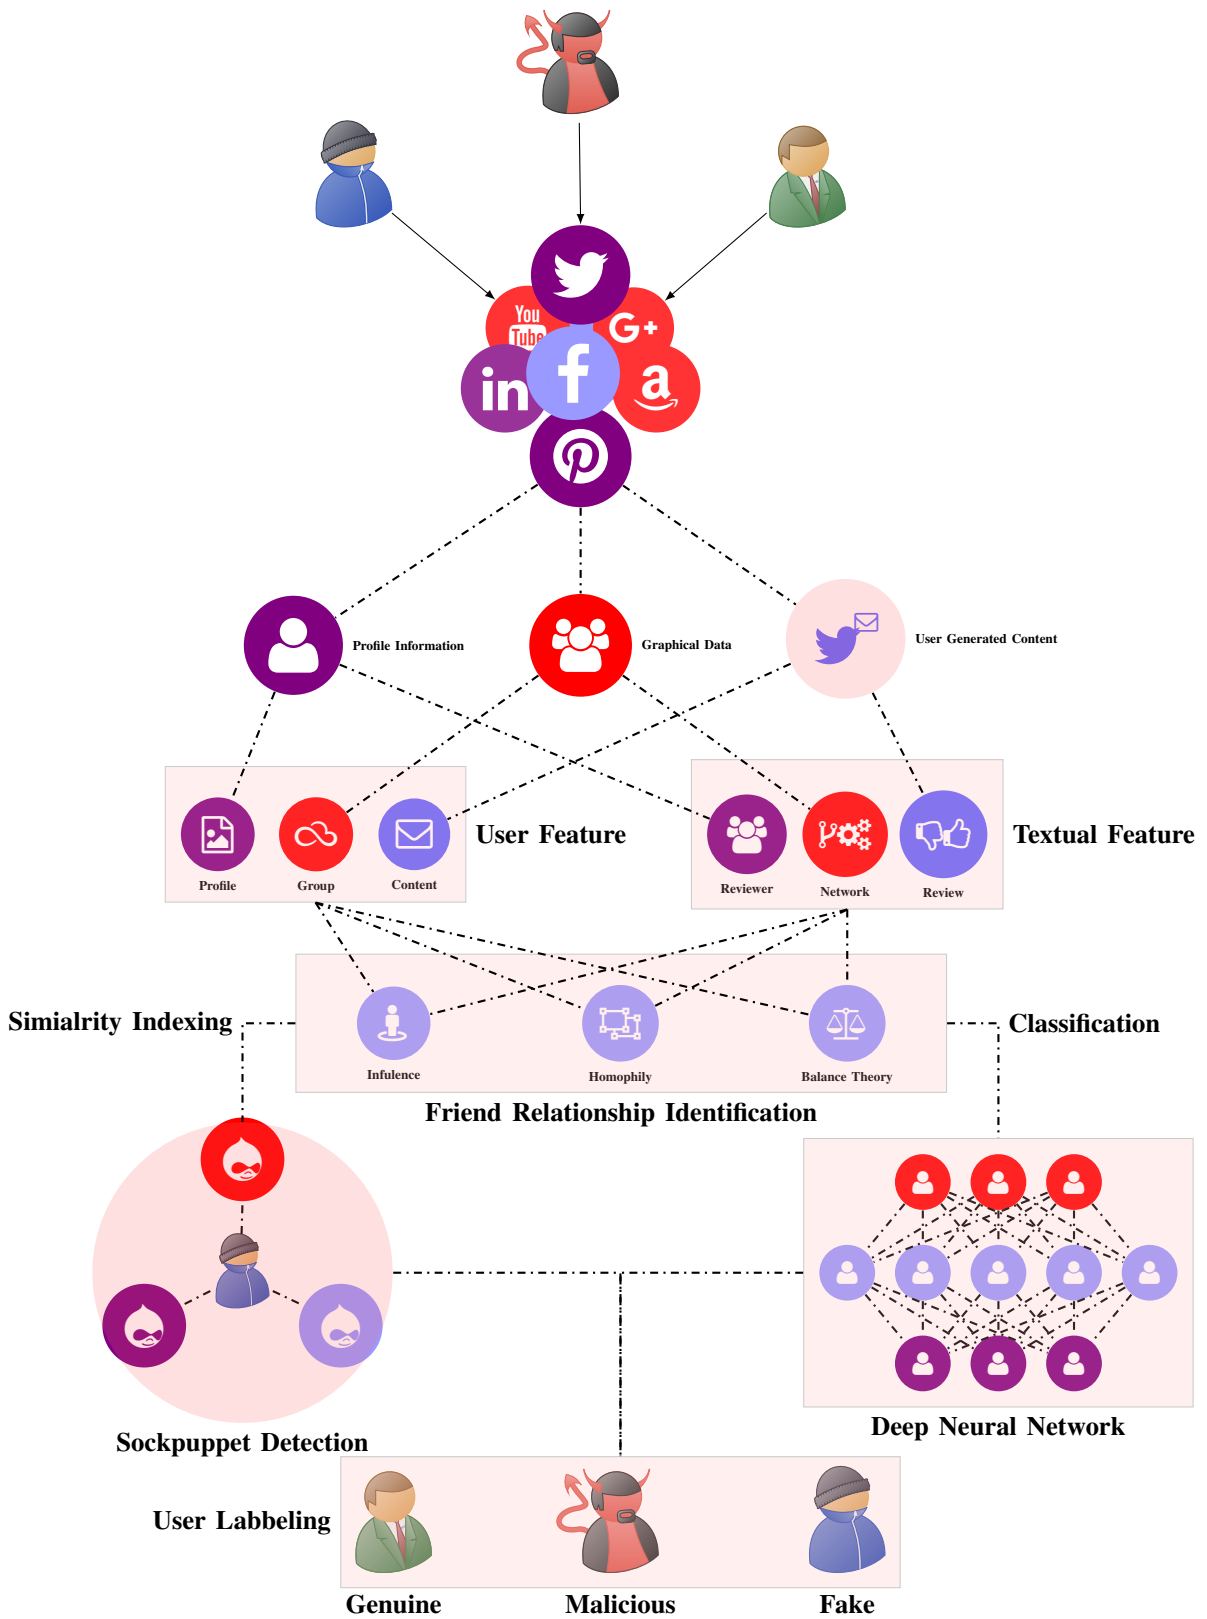 You
Tube
G+
in
f
a
Profile Information
Graphical Data
User Generated Content
User Feature
Textual Feature
Profile
Group
Content
Reviewer
Network
Review
Simialrity Indexing
Classification
Infulence
Homophily
Balance Theory
Friend Relationship Identification
Sockpuppet Detection
Deep Neural Network
User Labbeling
Genuine
Malicious
Fake